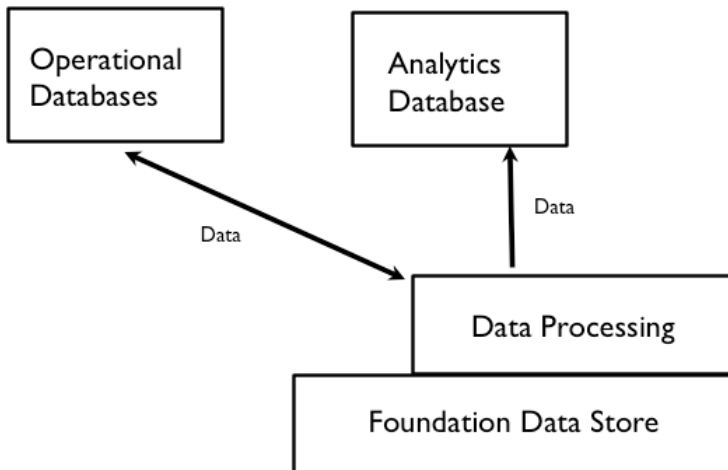 Operational
Databases
Analytics
Database
Data
Data
Data Processing
Foundation Data Store